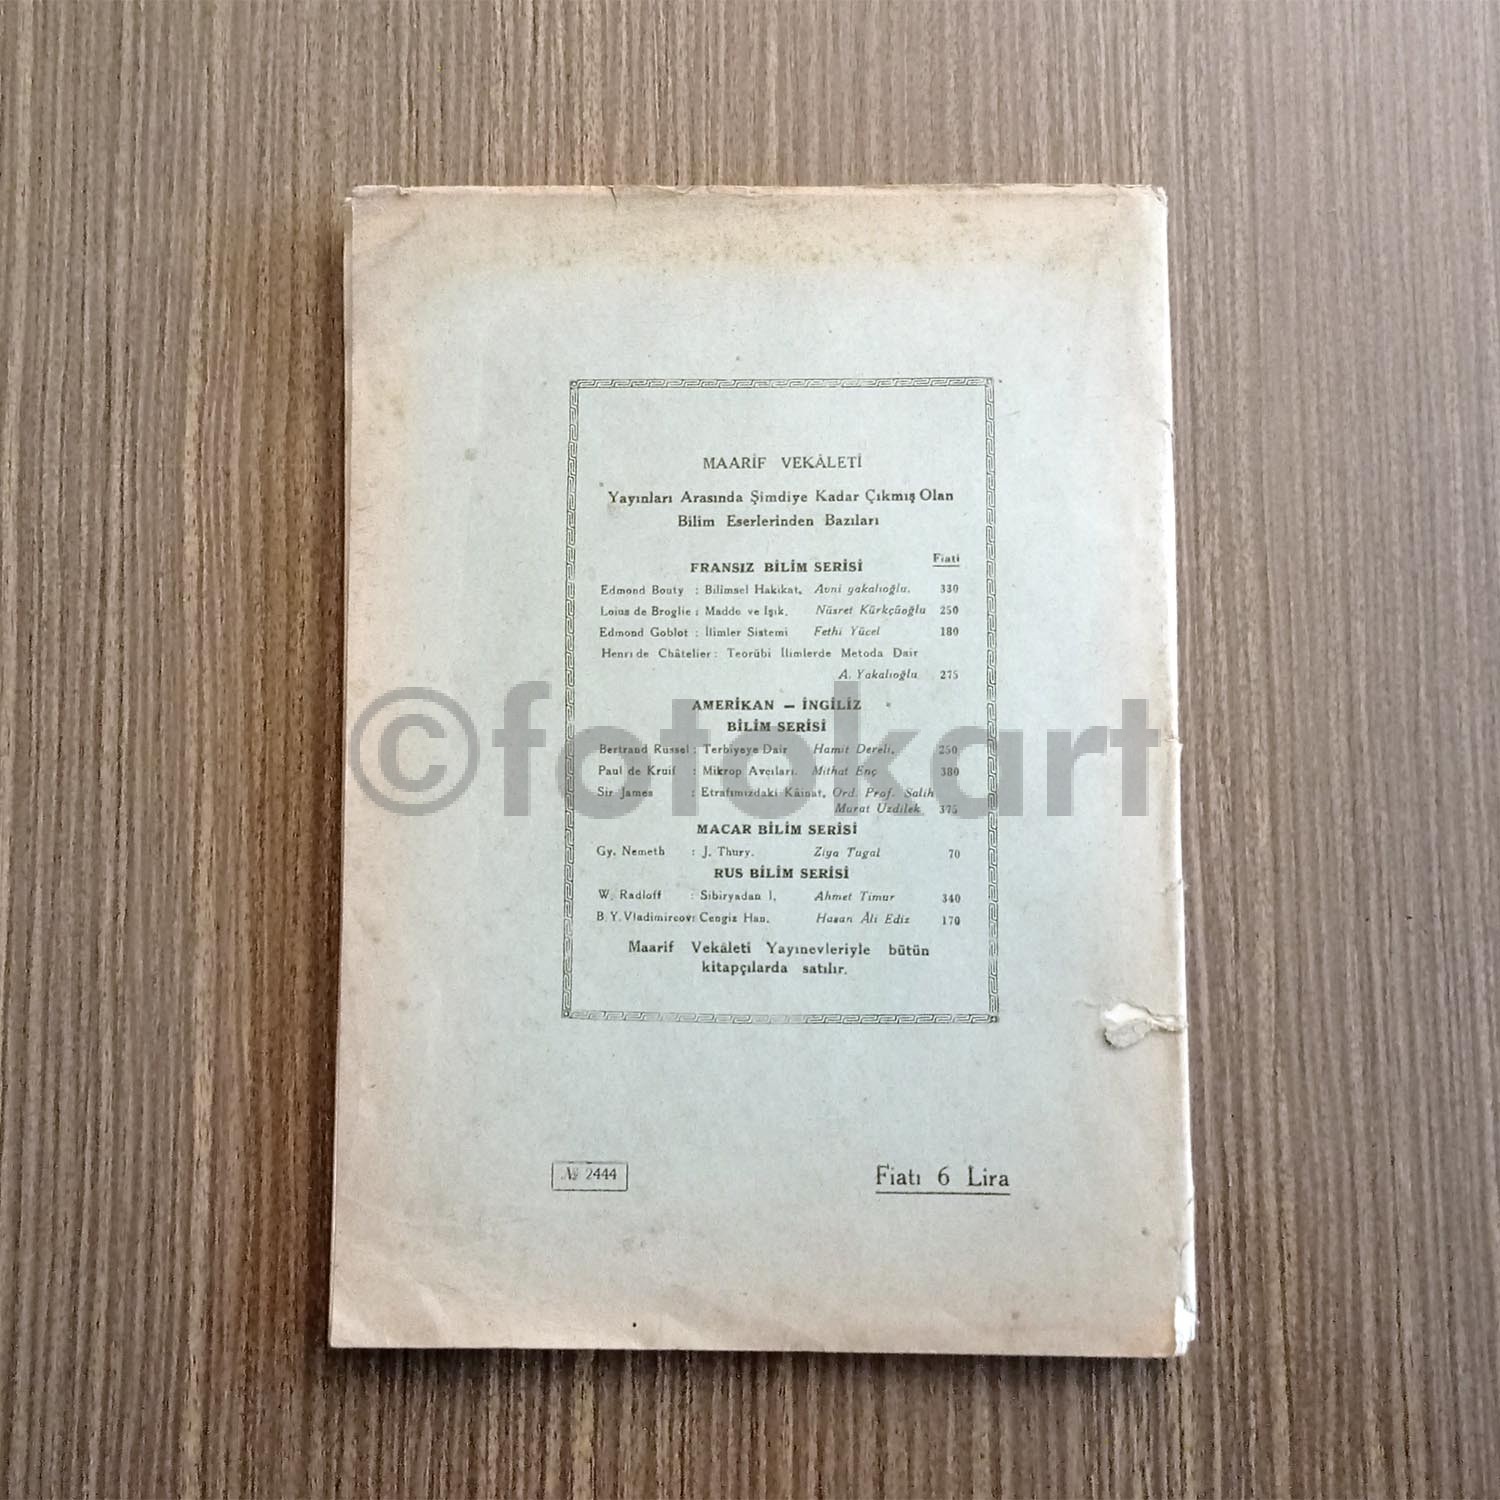 MAARİF VEKÂLETİ
Yayınları Arasında Şimdiye Kadar Çıkmış Olan
Bilim Eserlerinden Bazıları
Fiati
FRANSIZ BİLİM SERİSİ
Edmond Bouty : Bilimsel Hakikat, Avni yakalıoğlu. 330
Loius de Broglie : Madde ve Işık. Nüsret Kürkçüoğlu 250
Edmond Goblot : İlimler Sistemi Fethi Yücel 180
Henri de Châtelier : Teorübi İlimlerde Metoda Dair
A. Yakalıoğlu 275
AMERİKAN – İNGİLİZ
BİLİM SERİSİ
©fotokart
Bertrand Russel : Terbiyeye Dair Hamit Dereli, 250
Paul de Kruif : Mikrop Avcıları. Mithat Enç 380
Sir James : Etrafımızdaki Kâinat, Ord. Prof. Salih
Murat Uzdilek 375
MACAR BİLİM SERİSİ
Gy. Nemeth : J. Thury. Ziya Tugal 70
RUS BİLİM SERİSİ
W. Radloff : Sibiryadan I, Ahmet Timur 340
B. Y. Vladimircov: Cengiz Han, Hasan Âli Ediz 170
Maarif Vekâleti Yayınevleriyle bütün
kitapçılarda satılır.
№ 2444
Fiatı 6 Lira